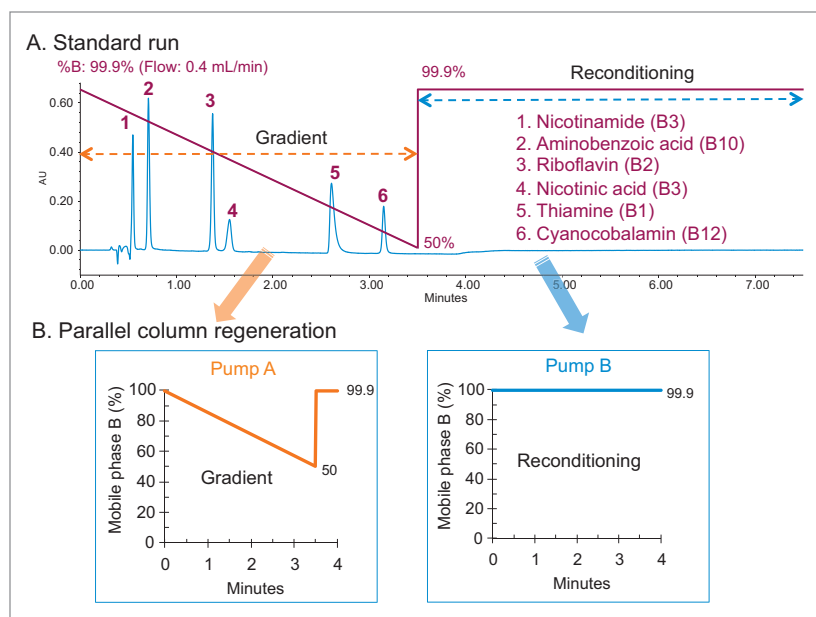 A. Standard run
%B: 99.9% (Flow: 0.4 mL/min)
99.9%
Reconditioning
0.60
0.40
0.20
0.00
AU
1
2
3
4
5
6
Gradient
50%
1. Nicotinamide (B3)
2. Aminobenzoic acid (B10)
3. Riboflavin (B2)
4. Nicotinic acid (B3)
5. Thiamine (B1)
6. Cyanocobalamin (B12)
0.00 1.00 2.00 3.00 4.00 5.00 6.00 7.00
Minutes
B. Parallel column regeneration
Pump A
Mobile phase B (%)
100
80
60
40
20
0
99.9
50
Gradient
0 1 2 3 4
Minutes
Pump B
Mobile phase B (%)
100
80
60
40
20
0
99.9
Reconditioning
0 1 2 3 4
Minutes